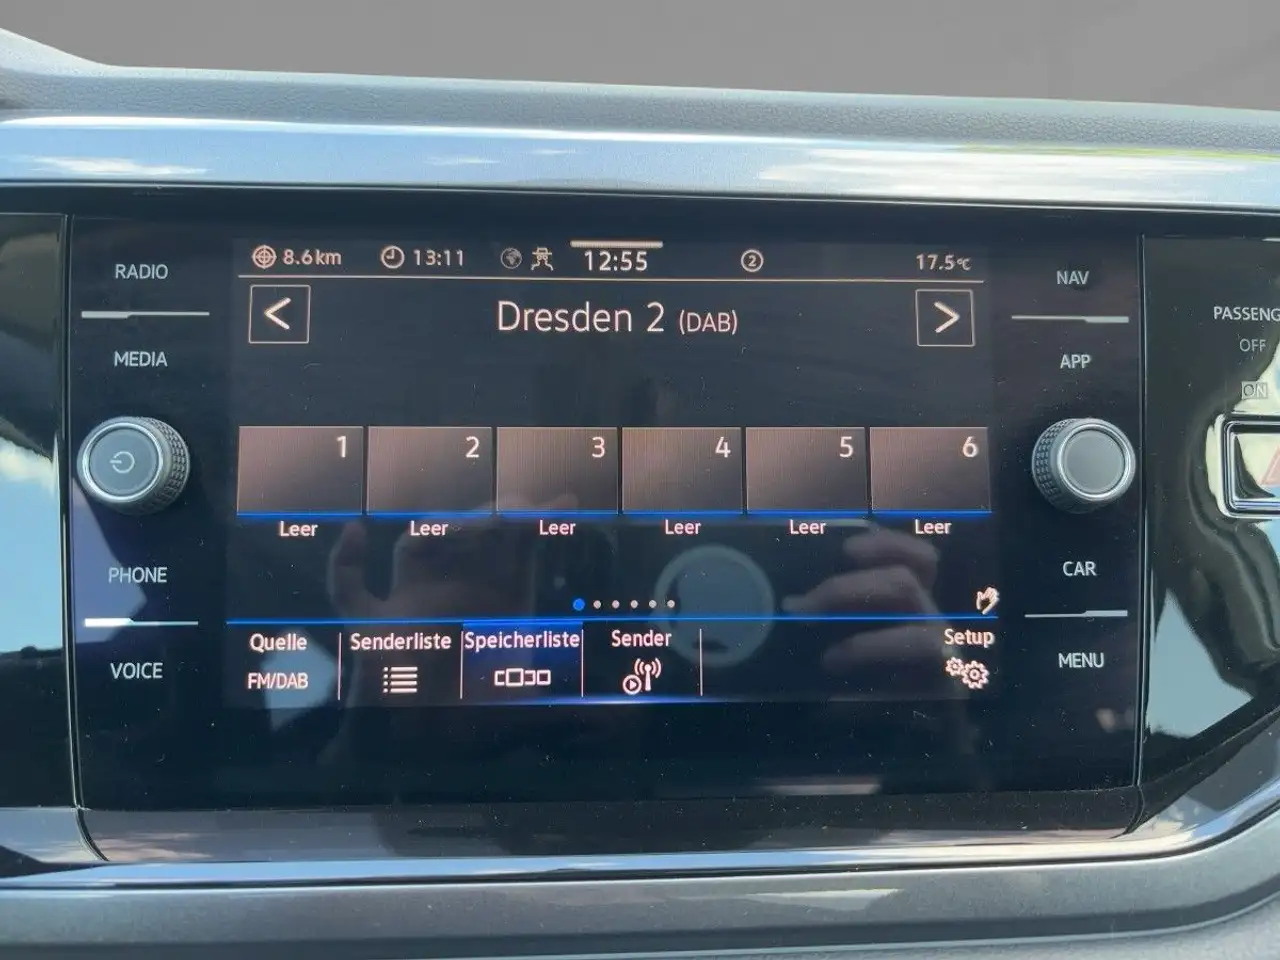 RADIO
MEDIA
PHONE
VOICE
8.6km 13:11 12:55 2 17.5°C
Dresden 2 (DAB)
1 2 3 4 5 6
Leer Leer Leer Leer Leer Leer
Quelle Senderliste Speicherliste Sender Setup
FM/DAB
NAV
APP
CAR
MENU
PASSENG
OFF
ON